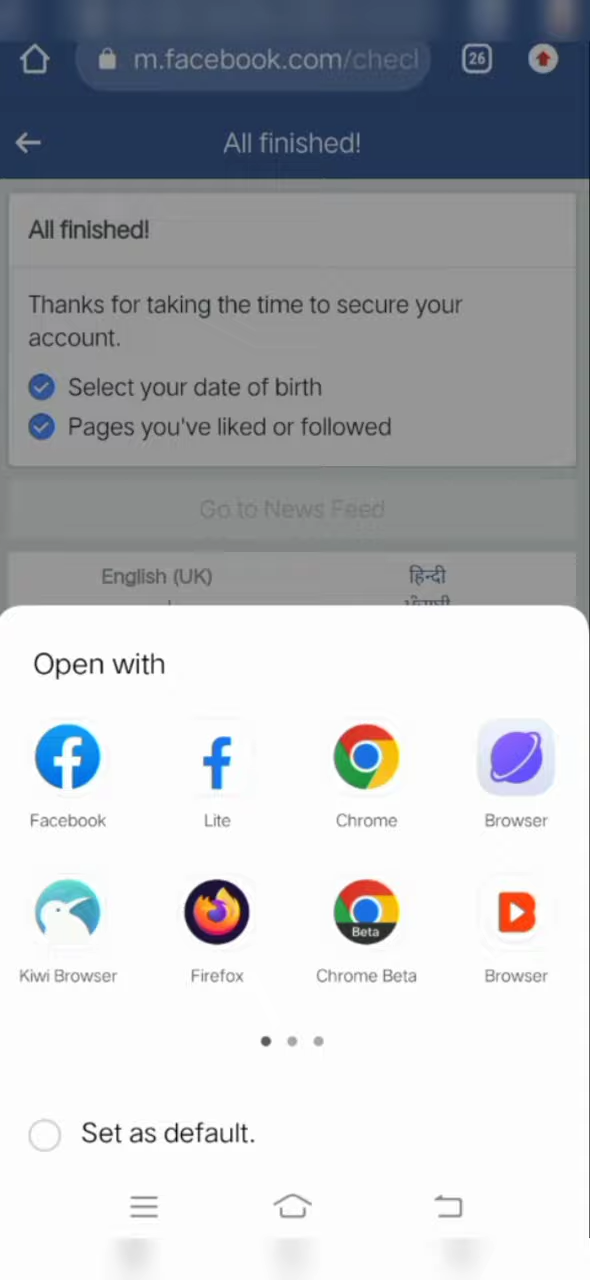 m.facebook.com/checl
26
All finished!
All finished!
Thanks for taking the time to secure your
account.
Select your date of birth
Pages you've liked or followed
Go to News Feed
English (UK)
हिन्दी
Open with
Facebook
Lite
Chrome
Browser
Beta
Kiwi Browser
Firefox
Chrome Beta
Browser
Set as default.